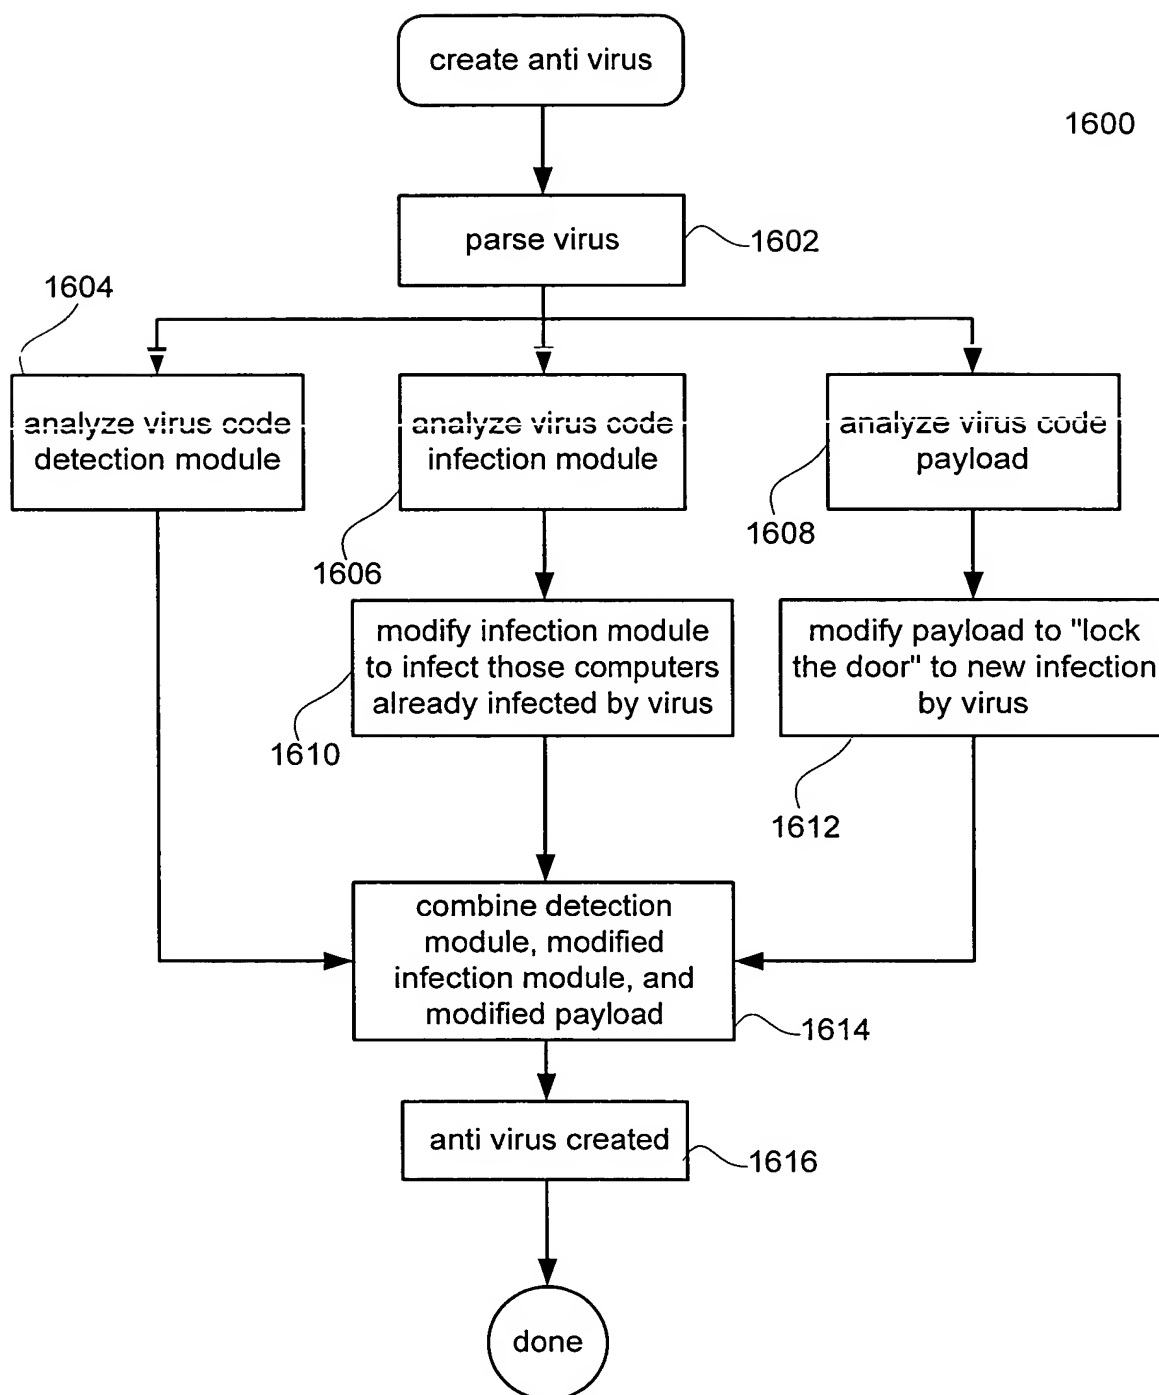 create anti virus
1600
parse virus
1602
1604
analyze virus code
detection module
analyze virus code
infection module
1606
analyze virus code
payload
1608
modify infection module
to infect those computers
already infected by virus
1610
modify payload to "lock
the door" to new infection
by virus
1612
combine detection
module, modified
infection module, and
modified payload
1614
anti virus created
1616
done